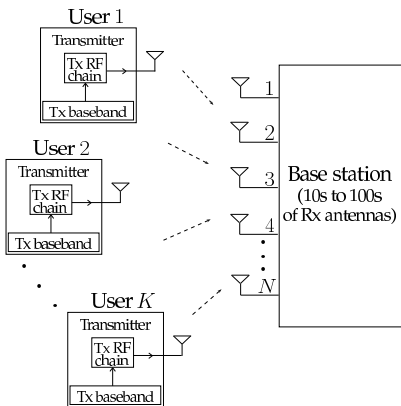 User 1
Transmitter
Tx RF
chain
Tx baseband
User 2
Transmitter
Tx RF
chain
Tx baseband
User K
Transmitter
Tx RF
chain
Tx baseband
1
2
3
4
N
Base station
(10s to 100s
of Rx antennas)